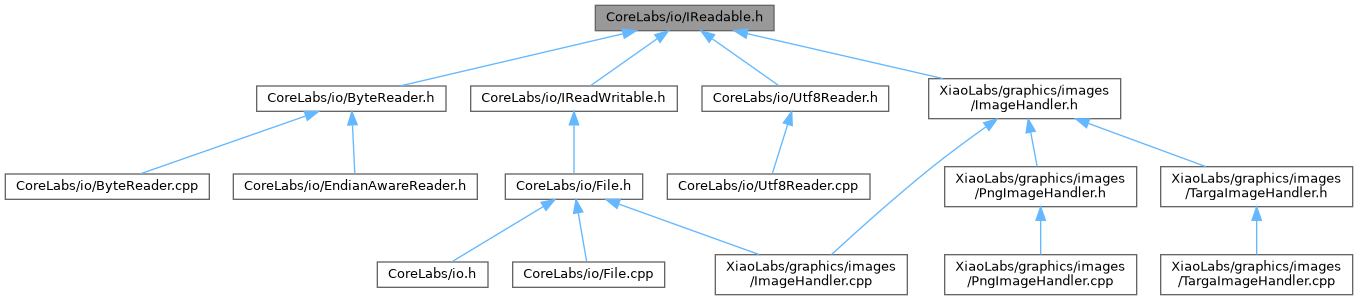 CoreLabs/io/IReadable.h
CoreLabs/io/ByteReader.h
CoreLabs/io/IReadWritable.h
CoreLabs/io/Utf8Reader.h
XiaoLabs/graphics/images
/ImageHandler.h
CoreLabs/io/ByteReader.cpp
CoreLabs/io/EndianAwareReader.h
CoreLabs/io/File.h
CoreLabs/io/Utf8Reader.cpp
XiaoLabs/graphics/images
/PngImageHandler.h
XiaoLabs/graphics/images
/TargaImageHandler.h
CoreLabs/io.h
CoreLabs/io/File.cpp
XiaoLabs/graphics/images
/ImageHandler.cpp
XiaoLabs/graphics/images
/PngImageHandler.cpp
XiaoLabs/graphics/images
/TargaImageHandler.cpp